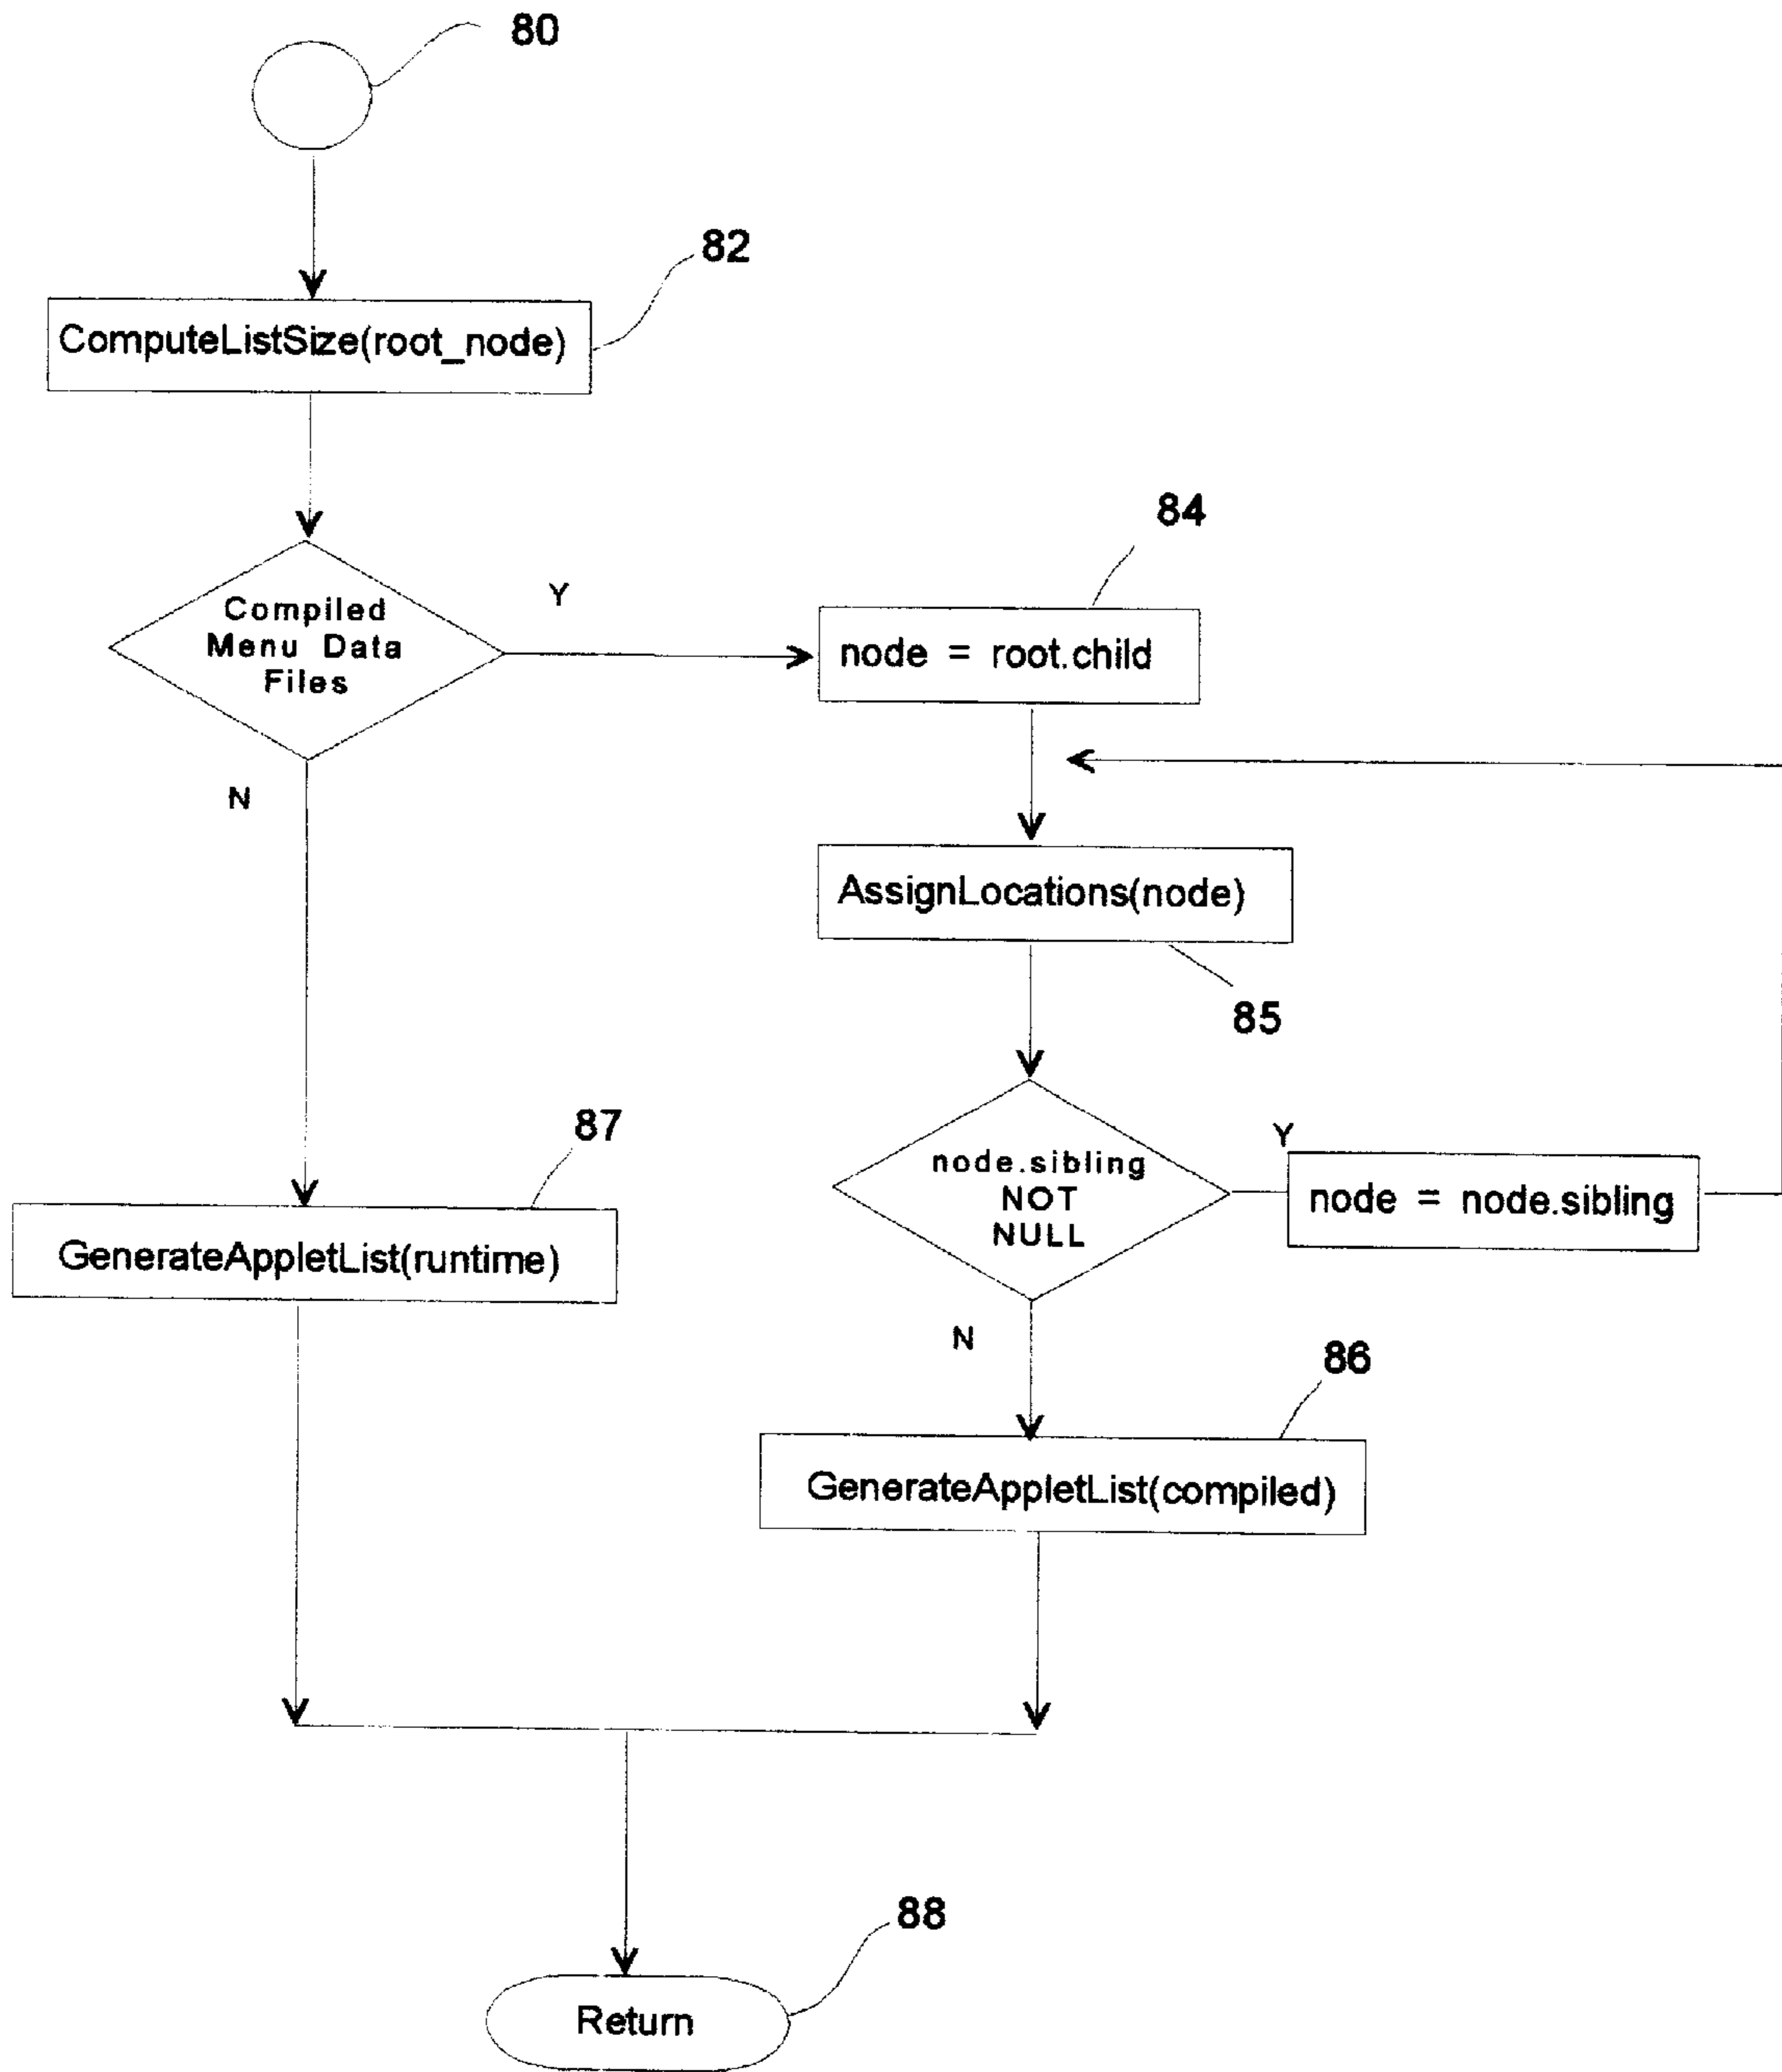 80
82
ComputeListSize(root_node)
84
Compiled
Menu Data
Files
Y
node = root.child
N
AssignLocations(node)
85
87
node.sibling
NOT
NULL
Y
node = node.sibling
GenerateAppletList(runtime)
N
86
GenerateAppletList(compiled)
88
Return